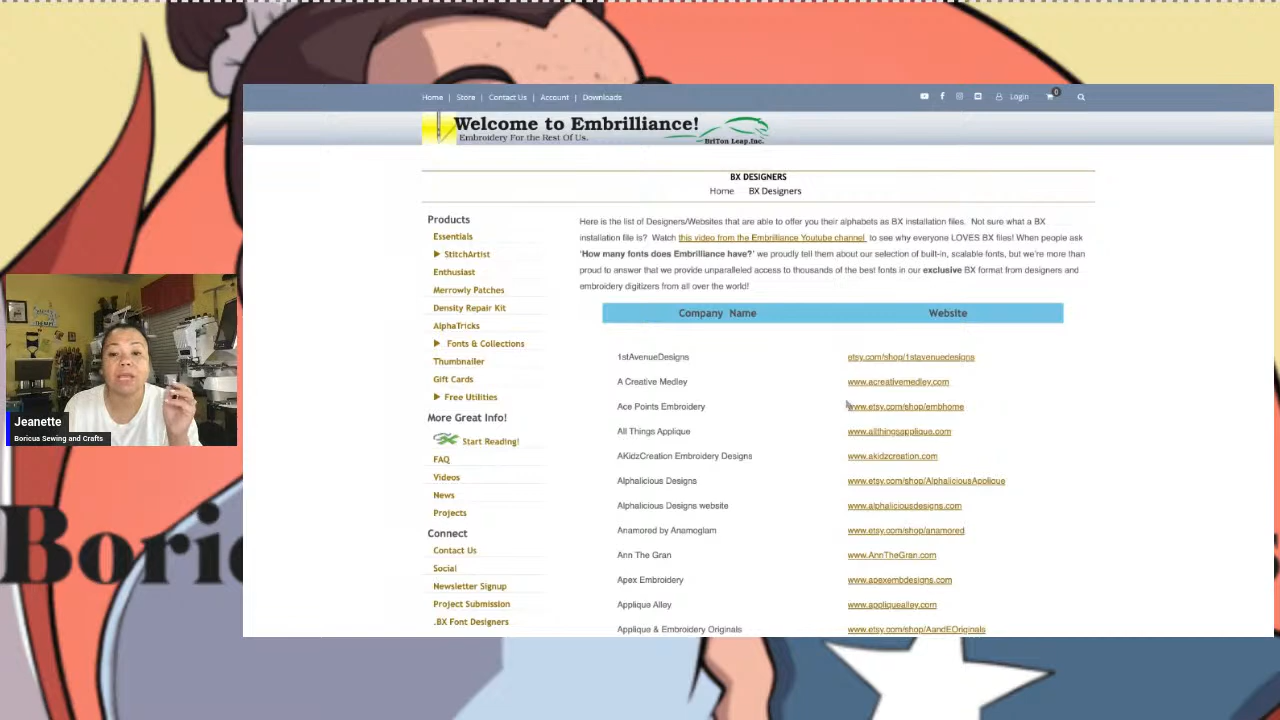 Home | Store | Contact Us | Account | Downloads
Login
0
Welcome to Embrilliance!
Embroidery For the Rest Of Us.
BriTon Leap,Inc.
BX DESIGNERS
Home BX Designers
Products
Essentials
StitchArtist
Enthusiast
Merrowly Patches
Density Repair Kit
AlphaTricks
Fonts & Collections
Thumbnailer
Gift Cards
Free Utilities
More Great Info!
Start Reading!
FAQ
Videos
News
Projects
Connect
Contact Us
Social
Newsletter Signup
Project Submission
.BX Font Designers
Here is the list of Designers/Websites that are able to offer you their alphabets as BX installation files. Not sure what a BX
installation file is? Watch this video from the Embrilliance Youtube channel to see why everyone LOVES BX files! When people ask
'How many fonts does Embrilliance have?' we proudly tell them about our selection of built-in, scalable fonts, but we're more than
proud to answer that we provide unparalleled access to thousands of the best fonts in our exclusive BX format from designers and
embroidery digitizers from all over the world!
Company Name Website
1stAvenueDesigns etsy.com/shop/1stavenuedesigns
A Creative Medley www.acreativemedley.com
Ace Points Embroidery www.etsy.com/shop/embhome
All Things Applique www.allthingsapplique.com
AKidzCreation Embroidery Designs www.akidzcreation.com
Alphalicious Designs www.etsy.com/shop/AlphaliciousApplique
Alphalicious Designs website www.alphaliciousdesigns.com
Anamored by Anamoglam www.etsy.com/shop/anamored
Ann The Gran www.AnnTheGran.com
Apex Embroidery www.apexembdesigns.com
Applique Alley www.appliquealley.com
Applique & Embroidery Originals www.etsy.com/shop/AandEOriginals
Jeanette
Boricua Sewing and Crafts
Boric